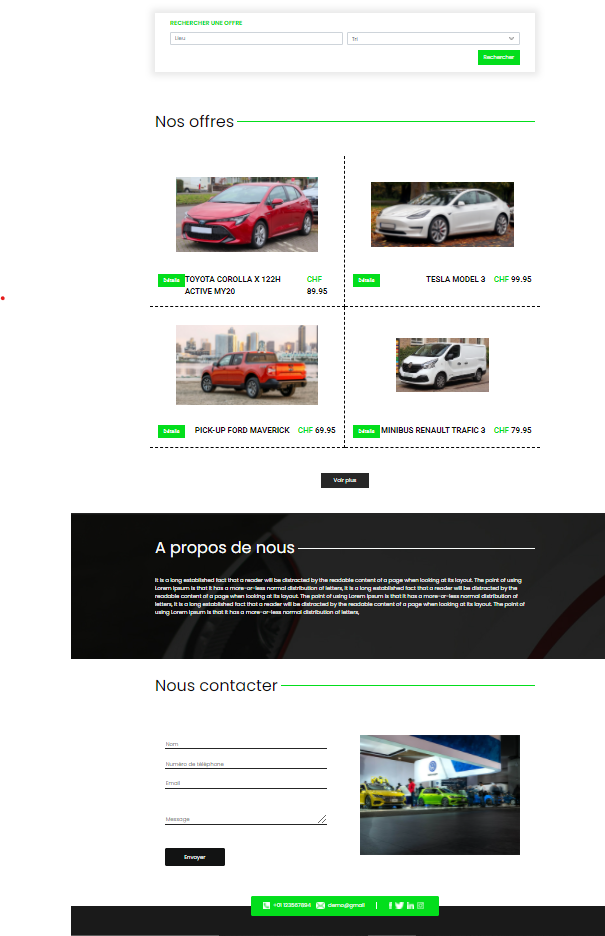 RECHERCHER UNE OFFRE
Lieu
Tri
Rechercher
Nos offres
Détails
TOYOTA COROLLA X 122H
ACTIVE MY20
CHF
89.95
Détails
TESLA MODEL 3
CHF 99.95
Détails
PICK-UP FORD MAVERICK
CHF 69.95
Détails
MINIBUS RENAULT TRAFIC 3
CHF 79.95
Voir plus
A propos de nous
It is a long established fact that a reader will be distracted by the readable content of a page when looking at its layout. The point of using
Lorem Ipsum is that it has a more-or-less normal distribution of letters, It is a long established fact that a reader will be distracted by the
readable content of a page when looking at its layout. The point of using Lorem Ipsum is that it has a more-or-less normal distribution of
letters, It is a long established fact that a reader will be distracted by the readable content of a page when looking at its layout. The point of
using Lorem Ipsum is that it has a more-or-less normal distribution of letters,
Nous contacter
Nom
Numéro de téléphone
Email
Message
Envoyer
+01 1234567894
demo@gmail